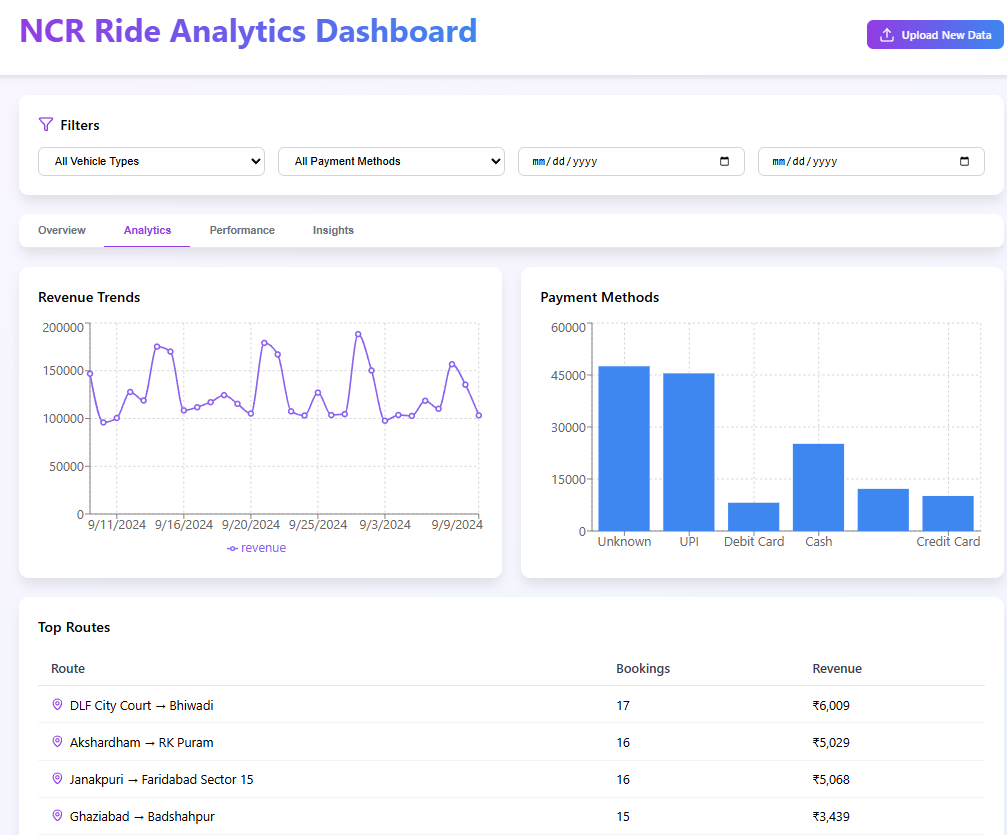 NCR Ride Analytics Dashboard
Upload New Data
Filters
All Vehicle Types
All Payment Methods
mm/dd/yyyy
mm/dd/yyyy
Overview
Analytics
Performance
Insights
Revenue Trends
200000
150000
100000
50000
0
9/11/2024 9/16/2024 9/20/2024 9/25/2024 9/3/2024 9/9/2024
revenue
Payment Methods
60000
45000
30000
15000
0
Unknown UPI Debit Card Cash Credit Card
Top Routes
Route Bookings Revenue
DLF City Court → Bhiwadi 17 ₹6,009
Akshardham → RK Puram 16 ₹5,029
Janakpuri → Faridabad Sector 15 16 ₹5,068
Ghaziabad → Badshahpur 15 ₹3,439